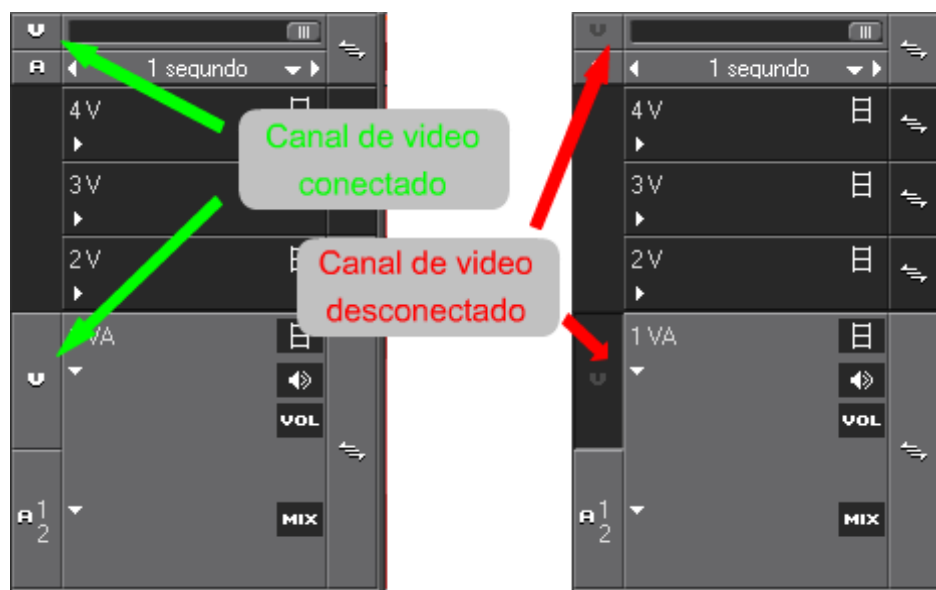 U
A
1 segundo
4 V
3 V
2 V
Canal de video
conectado
Canal de video
desconectado
VA
U
VOL
A 1
2
MIX
U
1 segundo
4 V
3 V
2 V
1 VA
U
VOL
A 1
2
MIX